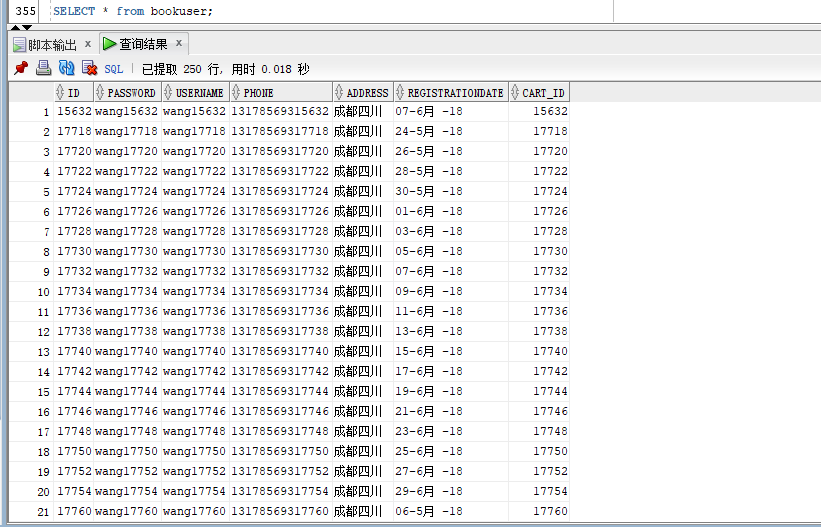 355 SELECT * from bookuser;
脚本输出 x 查询结果 x
SQL | 已提取 250 行, 用时 0.018 秒
ID PASSWORD USERNAME PHONE ADDRESS REGISTRATIONDATE CART_ID
1 15632 wang15632 wang15632 13178569315632 成都四川 07-6月 -18 15632
2 17718 wang17718 wang17718 13178569317718 成都四川 24-5月 -18 17718
3 17720 wang17720 wang17720 13178569317720 成都四川 26-5月 -18 17720
4 17722 wang17722 wang17722 13178569317722 成都四川 28-5月 -18 17722
5 17724 wang17724 wang17724 13178569317724 成都四川 30-5月 -18 17724
6 17726 wang17726 wang17726 13178569317726 成都四川 01-6月 -18 17726
7 17728 wang17728 wang17728 13178569317728 成都四川 03-6月 -18 17728
8 17730 wang17730 wang17730 13178569317730 成都四川 05-6月 -18 17730
9 17732 wang17732 wang17732 13178569317732 成都四川 07-6月 -18 17732
10 17734 wang17734 wang17734 13178569317734 成都四川 09-6月 -18 17734
11 17736 wang17736 wang17736 13178569317736 成都四川 11-6月 -18 17736
12 17738 wang17738 wang17738 13178569317738 成都四川 13-6月 -18 17738
13 17740 wang17740 wang17740 13178569317740 成都四川 15-6月 -18 17740
14 17742 wang17742 wang17742 13178569317742 成都四川 17-6月 -18 17742
15 17744 wang17744 wang17744 13178569317744 成都四川 19-6月 -18 17744
16 17746 wang17746 wang17746 13178569317746 成都四川 21-6月 -18 17746
17 17748 wang17748 wang17748 13178569317748 成都四川 23-6月 -18 17748
18 17750 wang17750 wang17750 13178569317750 成都四川 25-6月 -18 17750
19 17752 wang17752 wang17752 13178569317752 成都四川 27-6月 -18 17752
20 17754 wang17754 wang17754 13178569317754 成都四川 29-6月 -18 17754
21 17760 wang17760 wang17760 13178569317760 成都四川 06-5月 -18 17760